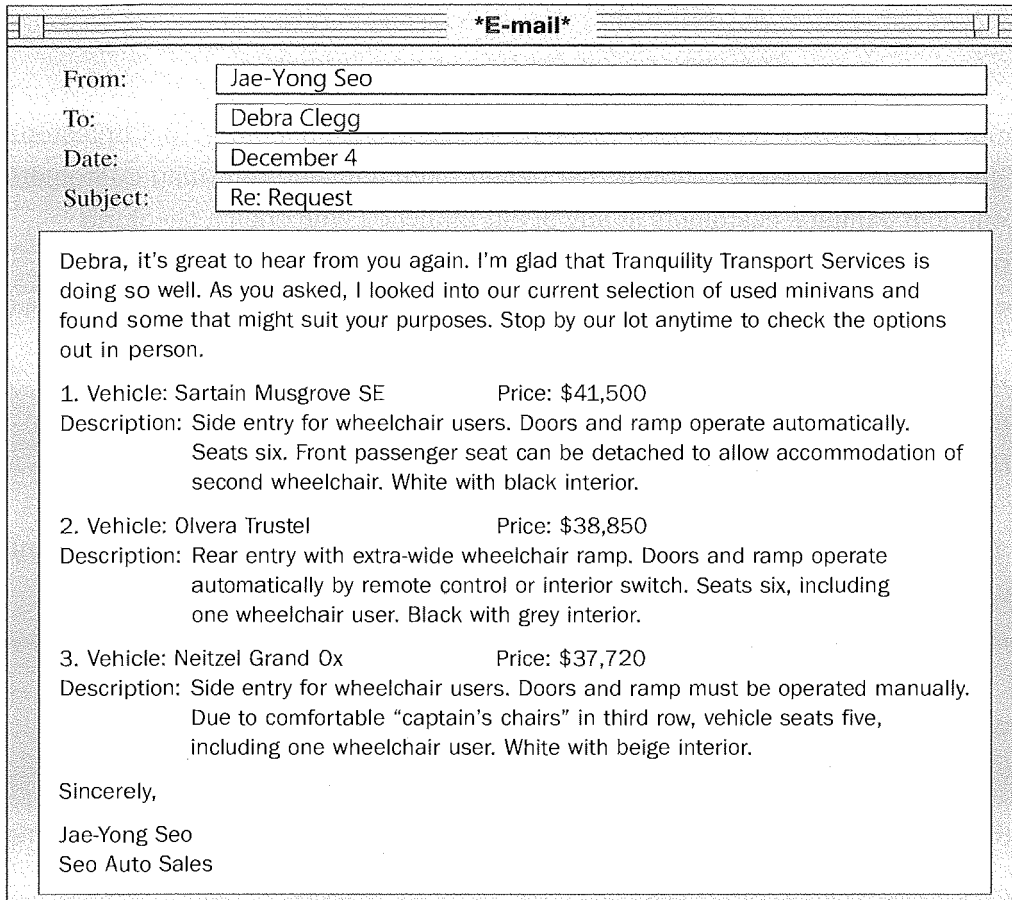 *E-mail*
From: Jae-Yong Seo
To: Debra Clegg
Date: December 4
Subject: Re: Request
Debra, it's great to hear from you again. I'm glad that Tranquility Transport Services is
doing so well. As you asked, I looked into our current selection of used minivans and
found some that might suit your purposes. Stop by our lot anytime to check the options
out in person.
1. Vehicle: Sartain Musgrove SE Price: $41,500
Description: Side entry for wheelchair users. Doors and ramp operate automatically.
Seats six. Front passenger seat can be detached to allow accommodation of
second wheelchair. White with black interior.
2. Vehicle: Olvera Trustel Price: $38,850
Description: Rear entry with extra-wide wheelchair ramp. Doors and ramp operate
automatically by remote control or interior switch. Seats six, including
one wheelchair user. Black with grey interior.
3. Vehicle: Neitzel Grand Ox Price: $37,720
Description: Side entry for wheelchair users. Doors and ramp must be operated manually.
Due to comfortable “captain's chairs” in third row, vehicle seats five,
including one wheelchair user. White with beige interior.
Sincerely,
Jae-Yong Seo
Seo Auto Sales